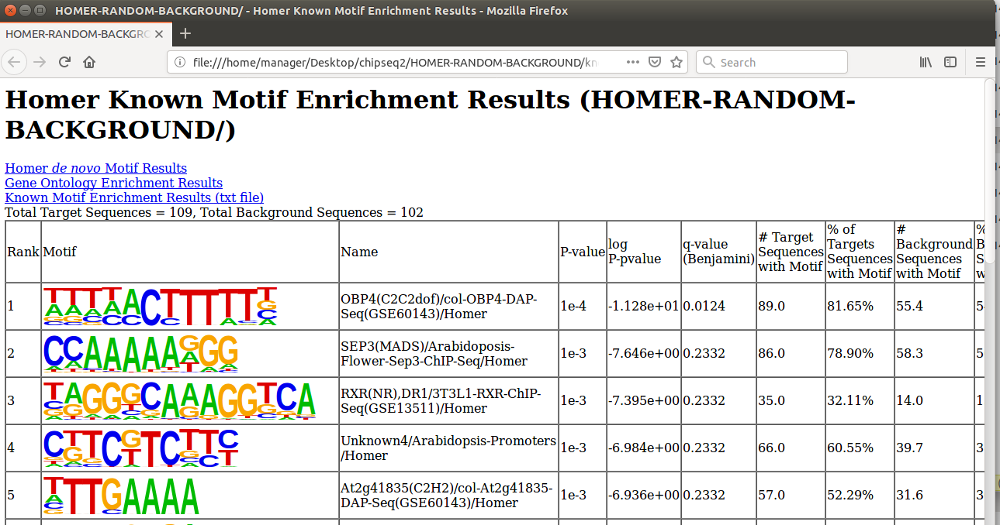 HOMER-RANDOM-BACKGROUND/ - Homer Known Motif Enrichment Results - Mozilla Firefox
HOMER-RANDOM-BACKGRO
file:///home/manager/Desktop/chipseq2/HOMER-RANDOM-BACKGROUND/kn
Search
Homer Known Motif Enrichment Results (HOMER-RANDOM-
BACKGROUND/)
Homer de novo Motif Results
Gene Ontology Enrichment Results
Known Motif Enrichment Results (txt file)
Total Target Sequences = 109, Total Background Sequences = 102
Rank Motif Name P-value log P-pvalue q-value (Benjamini) # Target Sequences with Motif % of Targets Sequences with Motif # Background Sequences with Motif %
1 OBP4(C2C2dof)/col-OBP4-DAP-Seq(GSE60143)/Homer 1e-4 -1.128e+01 0.0124 89.0 81.65% 55.4
2 SEP3(MADS)/Arabidoposis-Flower-Sep3-ChIP-Seq/Homer 1e-3 -7.646e+00 0.2332 86.0 78.90% 58.3
3 RXR(NR),DR1/3T3L1-RXR-ChIP-Seq(GSE13511)/Homer 1e-3 -7.395e+00 0.2332 35.0 32.11% 14.0
4 Unknown4/Arabidopsis-Promoters/Homer 1e-3 -6.984e+00 0.2332 66.0 60.55% 39.7
5 At2g41835(C2H2)/col-At2g41835-DAP-Seq(GSE60143)/Homer 1e-3 -6.936e+00 0.2332 57.0 52.29% 31.6